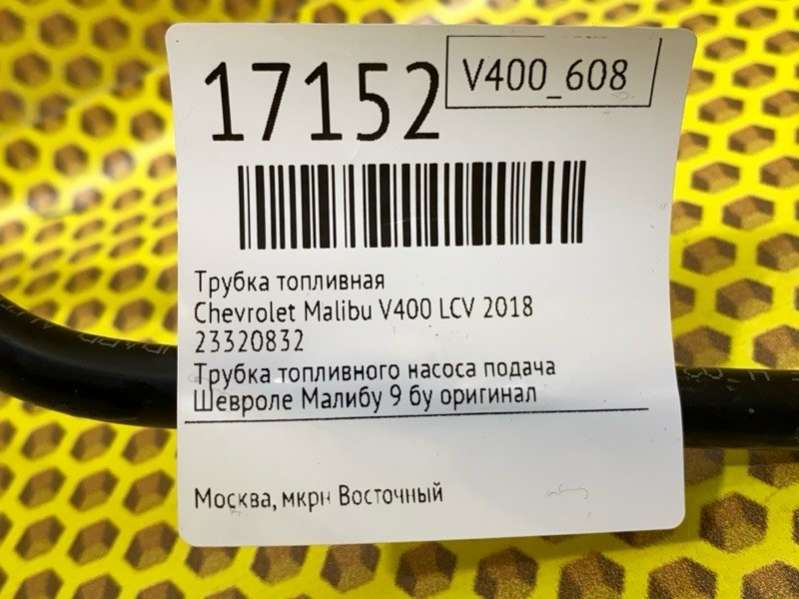 17152
V400_608
Трубка топливная
Chevrolet Malibu V400 LCV 2018
23320832
Трубка топливного насоса подача
Шевроле Малибу 9 бу оригинал
Москва, мкрн Восточный